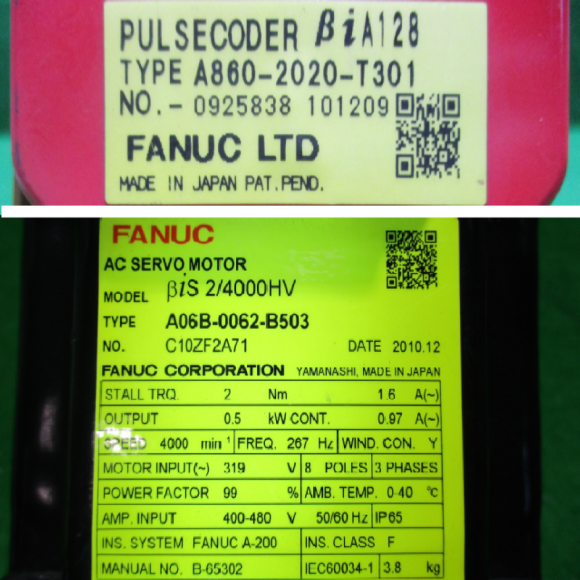 PULSECODER βiA128
TYPE A860-2020-T301
NO.- 0925838 101209
FANUC LTD
MADE IN JAPAN PAT.PEND.
FANUC
AC SERVO MOTOR
MODEL βiS 2/4000HV
TYPE A06B-0062-B503
NO. C10ZF2A71 DATE 2010.12
FANUC CORPORATION YAMANASHI, MADE IN JAPAN
STALL TRQ. 2 Nm 1.6 A(~)
OUTPUT 0.5 kW CONT. 0.97 A(~)
SPEED 4000 min⁻¹ FREQ. 267 Hz WIND. CON. Y
MOTOR INPUT(~) 319 V 8 POLES 3 PHASES
POWER FACTOR 99 % AMB. TEMP. 0-40 °C
AMP. INPUT 400-480 V 50/60 Hz IP65
INS. SYSTEM FANUC A-200 INS. CLASS F
MANUAL NO. B-65302 IEC60034-1 3.8 kg